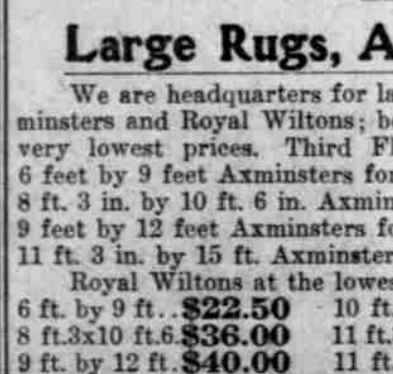 Large Rugs, A
We are headquarters for la
minsters and Royal Wiltons; b
very lowest prices. Third Fl
6 feet by 9 feet Axminsters for
8 ft. 3 in. by 10 ft. 6 in. Axmin
9 feet by 12 feet Axminsters fo
11 ft. 3 in. by 15 ft. Axminster
Royal Wiltons at the lowes
6 ft. by 9 ft..$22.50 10 ft.
8 ft.3x10 ft.6.$36.00 11 ft.
9 ft. by 12 ft.$40.00 11 ft